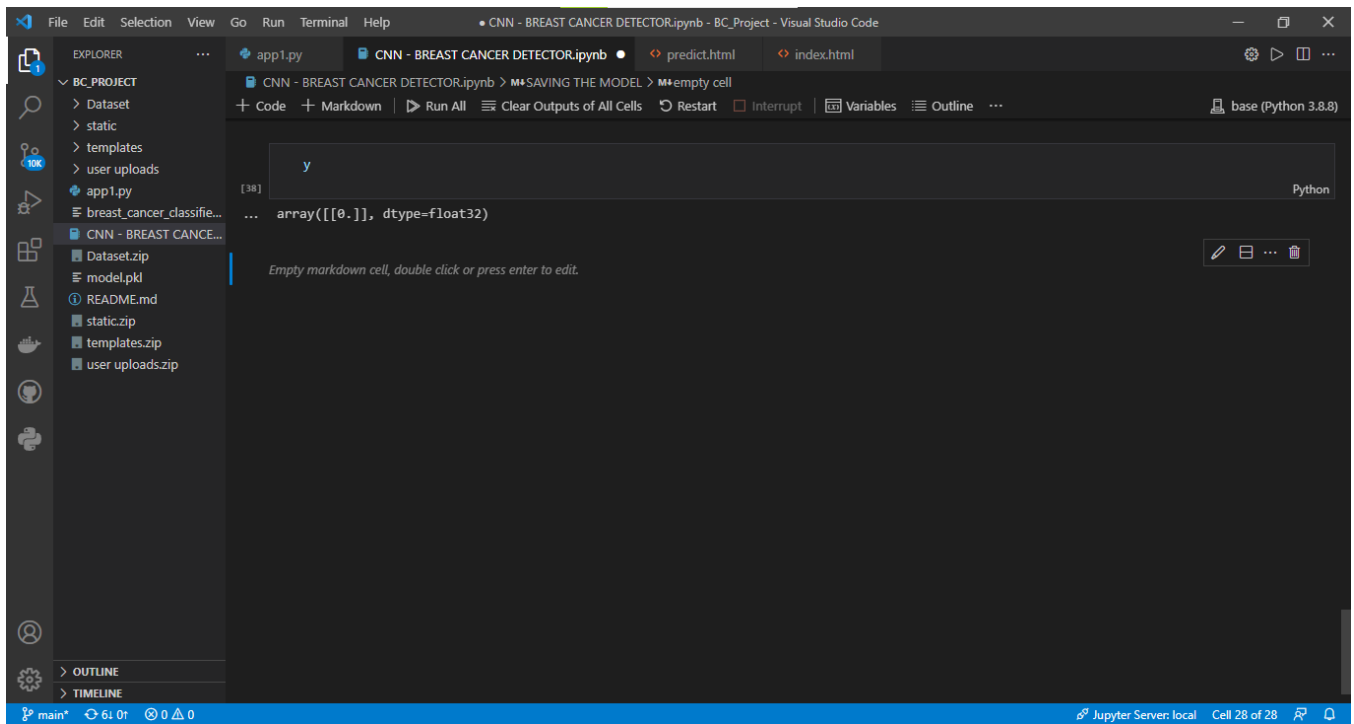 File Edit Selection View Go Run Terminal Help
● CNN - BREAST CANCER DETECTOR.ipynb - BC_Project - Visual Studio Code
EXPLORER
app1.py
CNN - BREAST CANCER DETECTOR.ipynb ●
predict.html
index.html
1
BC_PROJECT
Dataset
static
templates
user uploads
app1.py
breast_cancer_classifie...
CNN - BREAST CANCE...
Dataset.zip
model.pkl
README.md
static.zip
templates.zip
user uploads.zip
10K
CNN - BREAST CANCER DETECTOR.ipynb > M↓SAVING THE MODEL > M↓empty cell
+ Code + Markdown | Run All Clear Outputs of All Cells Restart Interrupt | Variables Outline ...
base (Python 3.8.8)
y
[38]
Python
... array([[0.]], dtype=float32)
Empty markdown cell, double click or press enter to edit.
OUTLINE
TIMELINE
main* 6↓ 0↑ 0 0
Jupyter Server: local Cell 28 of 28